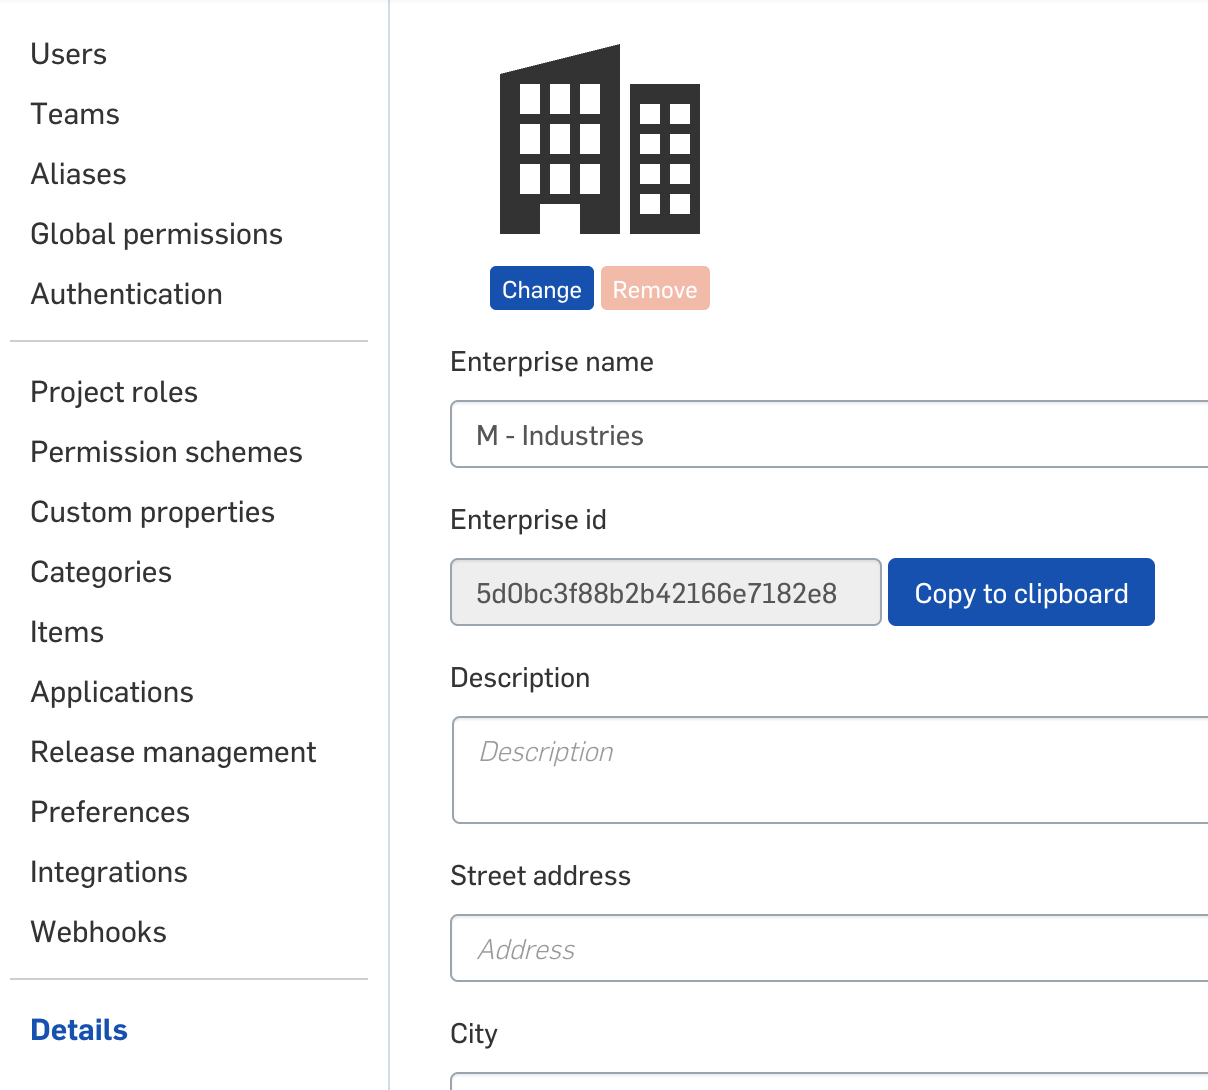 Users
Teams
Aliases
Global permissions
Authentication
Project roles
Permission schemes
Custom properties
Categories
Items
Applications
Release management
Preferences
Integrations
Webhooks
Details
Change Remove
Enterprise name
M - Industries
Enterprise id
5d0bc3f88b2b42166e7182e8 Copy to clipboard
Description
Description
Street address
Address
City